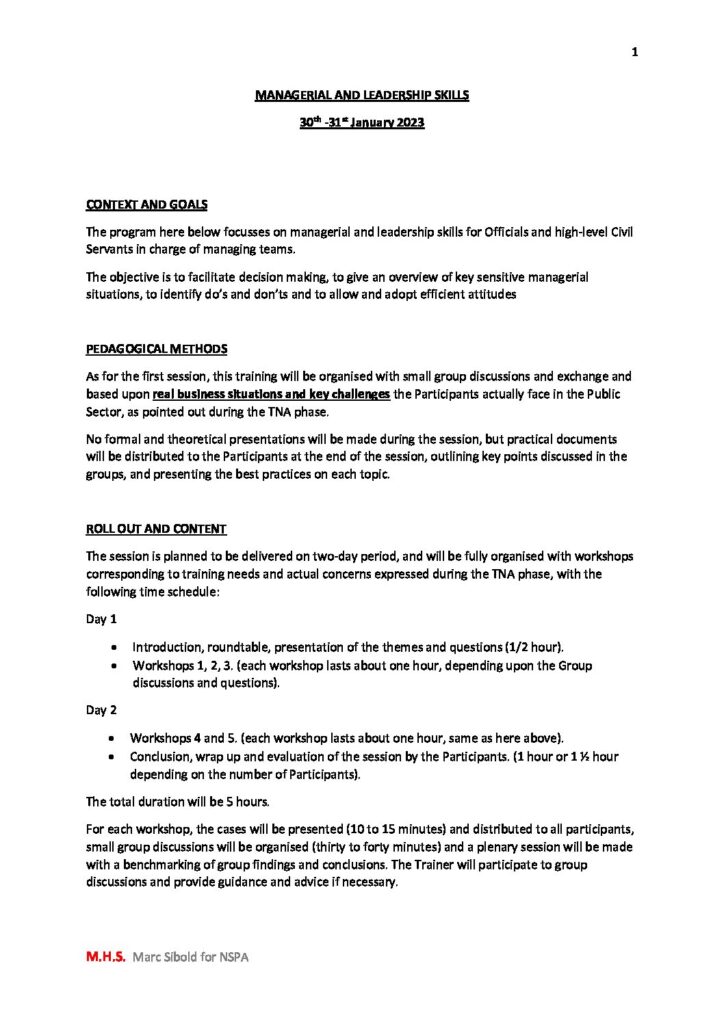 1
MANAGERIAL AND LEADERSHIP SKILLS
30th -31st January 2023
CONTEXT AND GOALS
The program here below focusses on managerial and leadership skills for Officials and high-level Civil
Servants in charge of managing teams.
The objective is to facilitate decision making, to give an overview of key sensitive managerial
situations, to identify do's and don'ts and to allow and adopt efficient attitudes
PEDAGOGICAL METHODS
As for the first session, this training will be organised with small group discussions and exchange and
based upon real business situations and key challenges the Participants actually face in the Public
Sector, as pointed out during the TNA phase.
No formal and theoretical presentations will be made during the session, but practical documents
will be distributed to the Participants at the end of the session, outlining key points discussed in the
groups, and presenting the best practices on each topic.
ROLL OUT AND CONTENT
The session is planned to be delivered on two-day period, and will be fully organised with workshops
corresponding to training needs and actual concerns expressed during the TNA phase, with the
following time schedule:
Day 1
• Introduction, roundtable, presentation of the themes and questions (1/2 hour).
• Workshops 1, 2, 3. (each workshop lasts about one hour, depending upon the Group
discussions and questions).
Day 2
• Workshops 4 and 5. (each workshop lasts about one hour, same as here above).
• Conclusion, wrap up and evaluation of the session by the Participants. (1 hour or 1 ½ hour
depending on the number of Participants).
The total duration will be 5 hours.
For each workshop, the cases will be presented (10 to 15 minutes) and distributed to all participants,
small group discussions will be organised (thirty to forty minutes) and a plenary session will be made
with a benchmarking of group findings and conclusions. The Trainer will participate to group
discussions and provide guidance and advice if necessary.
M.H.S. Marc Sibold for NSPA